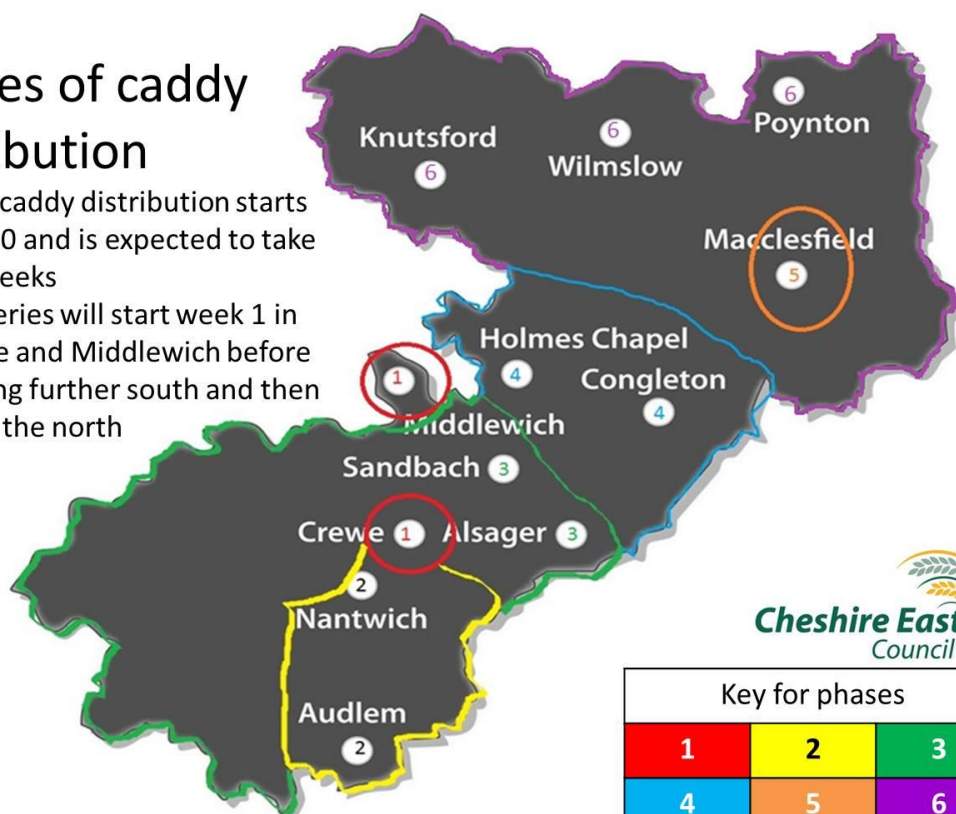 es of caddy
bution
caddy distribution starts
0 and is expected to take
eeks
eries will start week 1 in
e and Middlewich before
ng further south and then
the north
Knutsford
6
6
Wilmslow
6
Poynton
Macclesfield
5
Holmes Chapel
4
Congleton
4
1
Middlewich
Sandbach 3
Crewe 1 Alsager 3
2
Nantwich
Audlem
2
Cheshire East
Council
Key for phases
1 2 3
4 5 6